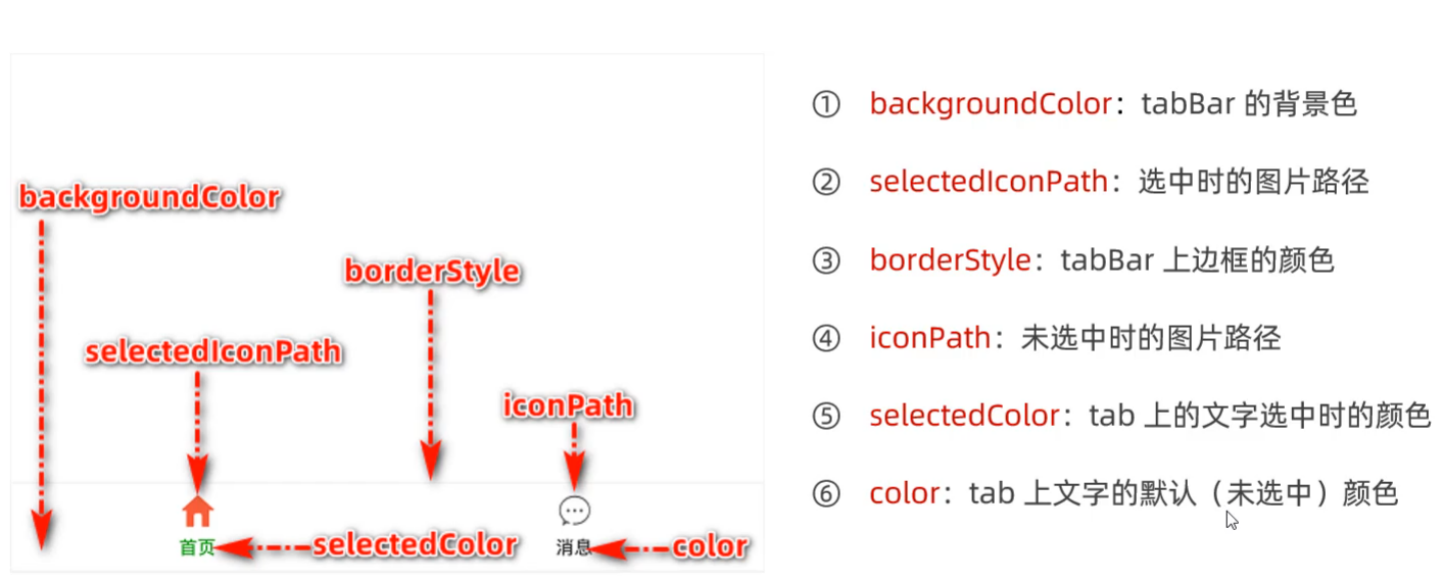 backgroundColor
borderStyle
selectedIconPath
iconPath
首页
selectedColor
消息
color
① backgroundColor：tabBar 的背景色
② selectedIconPath：选中时的图片路径
③ borderStyle：tabBar 上边框的颜色
④ iconPath：未选中时的图片路径
⑤ selectedColor：tab 上的文字选中时的颜色
⑥ color：tab 上文字的默认（未选中）颜色